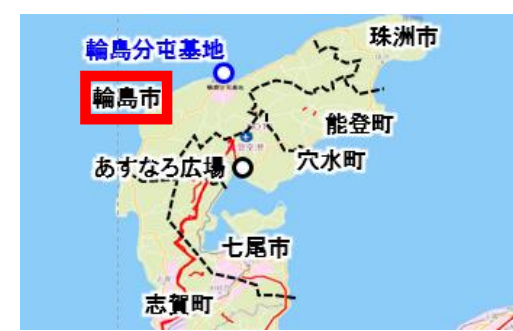 輪島分屯基地
珠洲市
輪島市
能登町
あすなろ広場
穴水町
七尾市
志賀町